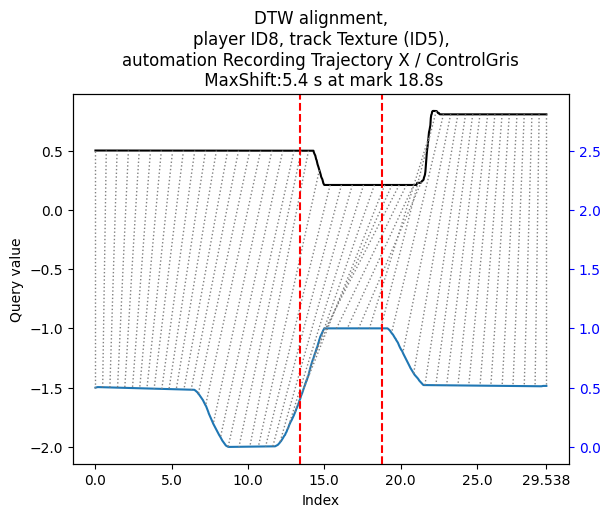 DTW alignment,
player ID8, track Texture (ID5),
automation Recording Trajectory X / ControlGris
MaxShift:5.4 s at mark 18.8s
Query value
0.5
0.0
−0.5
−1.0
−1.5
−2.0
2.5
2.0
1.5
1.0
0.5
0.0
0.0 5.0 10.0 15.0 20.0 25.0 29.538
Index